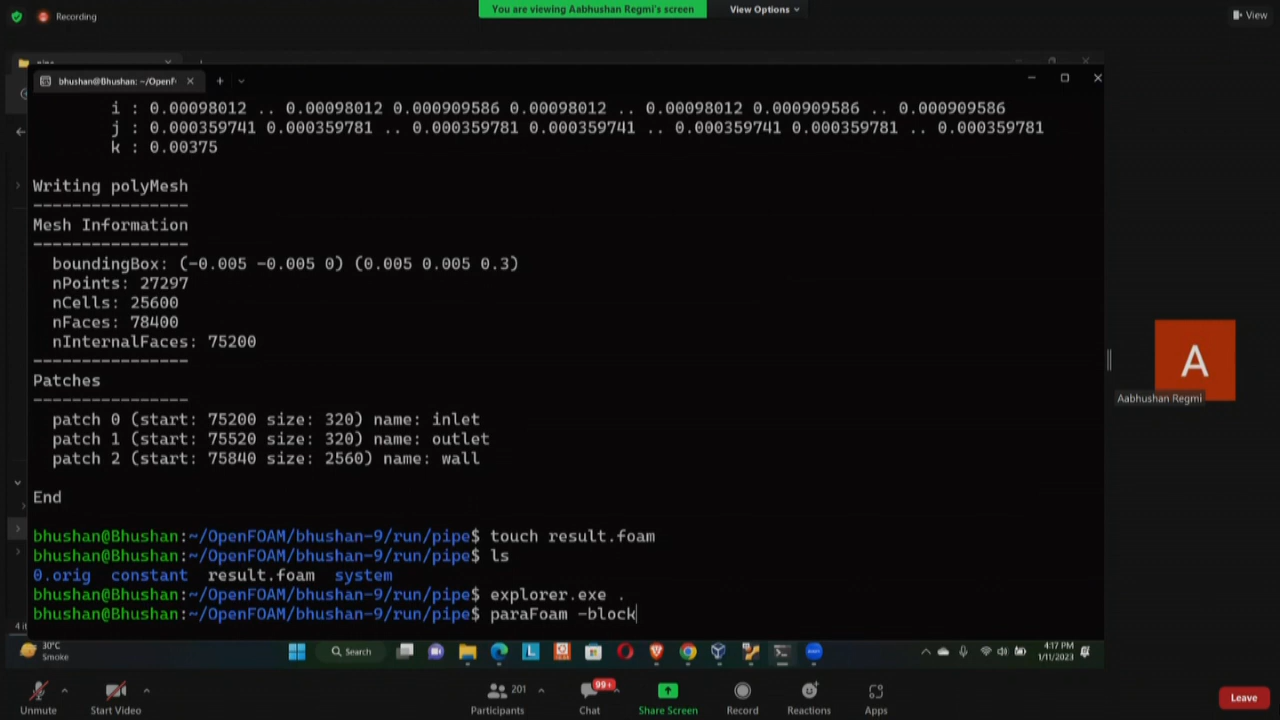 Recording
You are viewing Aabhushan Regmi's screen
View Options
View
bhushan@Bhushan: ~/OpenF
i : 0.00098012 .. 0.00098012 0.000909586 0.00098012 .. 0.00098012 0.000909586 .. 0.000909586
j : 0.000359741 0.000359781 .. 0.000359781 0.000359741 .. 0.000359741 0.000359781 .. 0.000359781
k : 0.00375
Writing polyMesh
----------------
Mesh Information
----------------
boundingBox: (-0.005 -0.005 0) (0.005 0.005 0.3)
nPoints: 27297
nCells: 25600
nFaces: 78400
nInternalFaces: 75200
----------------
Patches
----------------
patch 0 (start: 75200 size: 320) name: inlet
patch 1 (start: 75520 size: 320) name: outlet
patch 2 (start: 75840 size: 2560) name: wall
End
bhushan@Bhushan:~/OpenFOAM/bhushan-9/run/pipe$ touch result.foam
bhushan@Bhushan:~/OpenFOAM/bhushan-9/run/pipe$ ls
0.orig constant result.foam system
bhushan@Bhushan:~/OpenFOAM/bhushan-9/run/pipe$ explorer.exe .
bhushan@Bhushan:~/OpenFOAM/bhushan-9/run/pipe$ paraFoam -block
A
Aabhushan Regmi
30°C
Smoke
Search
4:17 PM
1/11/2023
Unmute
Start Video
201
Participants
99+
Chat
Share Screen
Record
Reactions
Apps
Leave